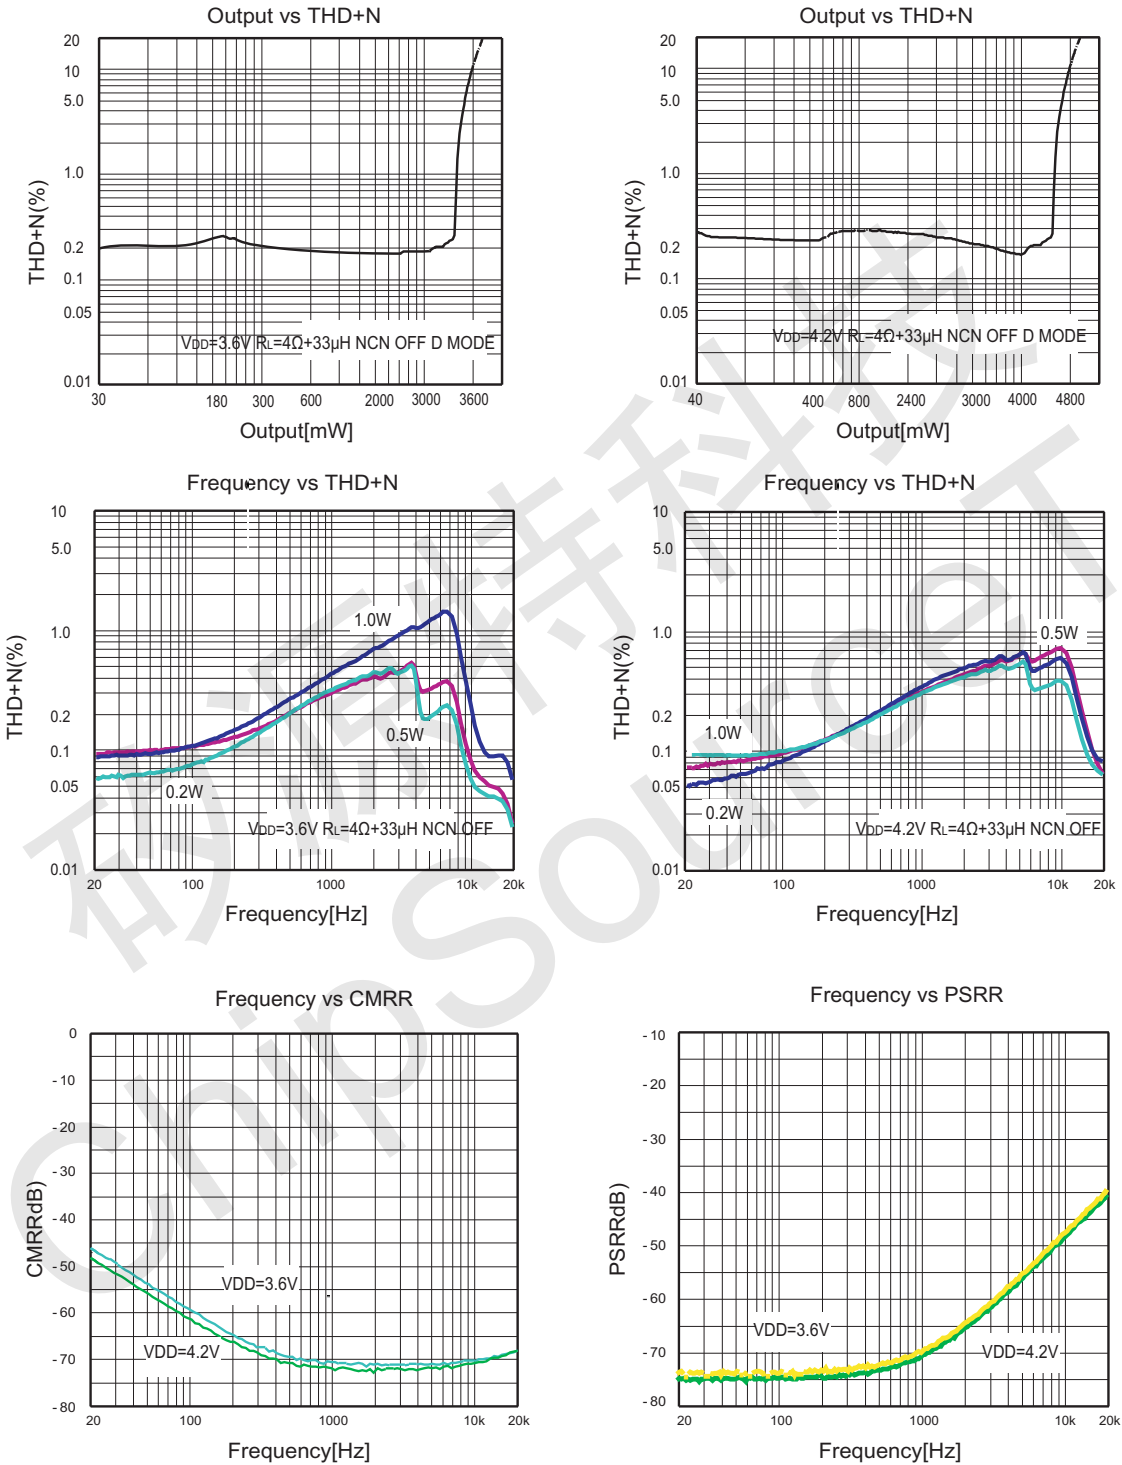 Output vs THD+N
20
10
5.0
1.0
0.2
0.1
0.05
0.01
THD+N(%)
VDD=3.6V RL=4Ω+33μH NCN OFF D MODE
30 180 300 600 2000 3000 3600
Output[mW]
Output vs THD+N
20
10
5.0
1.0
0.2
0.1
0.05
0.01
THD+N(%)
VDD=4.2V RL=4Ω+33μH NCN OFF D MODE
40 400 800 2400 3000 4000 4800
Output[mW]
Frequency vs THD+N
10
5.0
1.0
0.2
0.1
0.05
0.01
THD+N(%)
1.0W
0.5W
0.2W
VDD=3.6V RL=4Ω+33μH NCN OFF
20 100 1000 10k 20k
Frequency[Hz]
Frequency vs THD+N
10
5.0
1.0
0.2
0.1
0.05
0.01
THD+N(%)
0.5W
1.0W
0.2W
VDD=4.2V RL=4Ω+33μH NCN OFF
20 100 1000 10k 20k
Frequency[Hz]
Frequency vs CMRR
0
-10
-20
-30
-40
-50
-60
-70
-80
CMRRdB)
VDD=3.6V
VDD=4.2V
20 100 1000 10k 20k
Frequency[Hz]
Frequency vs PSRR
-10
-20
-30
-40
-50
-60
-70
-80
PSRRdB)
VDD=3.6V
VDD=4.2V
20 100 1000 10k 20k
Frequency[Hz]
矽源特科技
ChipSourceT